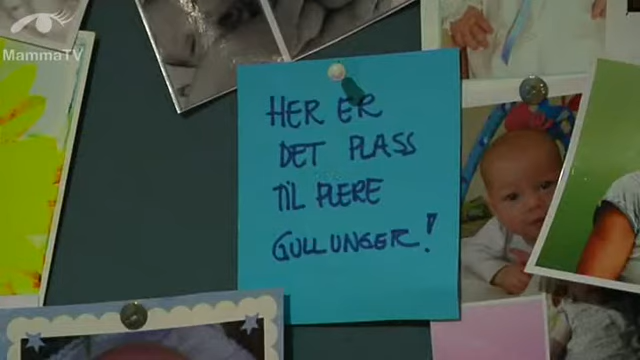 MammaTV
HER ER
DET PLASS
TIL FLERE
GULLUNGER!